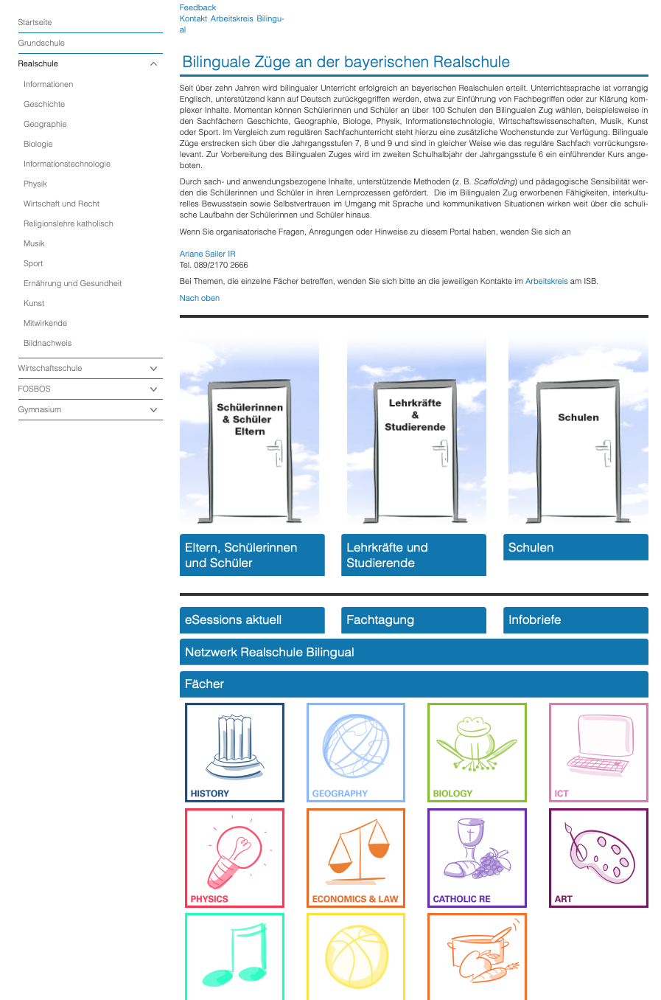 Startseite
Grundschule
Realschule
Informationen
Geschichte
Geographie
Biologie
Informationstechnologie
Physik
Wirtschaft und Recht
Religionslehre katholisch
Musik
Sport
Ernährung und Gesundheit
Kunst
Mitwirkende
Bildnachweis
Wirtschaftsschule
FOSBOS
Gymnasium
Feedback
Kontakt Arbeitskreis Bilingu-
al
Bilinguale Züge an der bayerischen Realschule
Seit über zehn Jahren wird bilingualer Unterricht erfolgreich an bayerischen Realschulen erteilt. Unterrichtssprache ist vorrangig
Englisch, unterstützend kann auf Deutsch zurückgegriffen werden, etwa zur Einführung von Fachbegriffen oder zur Klärung kom-
plexer Inhalte. Momentan können Schülerinnen und Schüler an über 100 Schulen den Bilingualen Zug wählen, beispielsweise in
den Sachfächern Geschichte, Geographie, Biologe, Physik, Informationstechnologie, Wirtschaftswissenschaften, Musik, Kunst
oder Sport. Im Vergleich zum regulären Sachfachunterricht steht hierzu eine zusätzliche Wochenstunde zur Verfügung. Bilinguale
Züge erstrecken sich über die Jahrgangsstufen 7, 8 und 9 und sind in gleicher Weise wie das reguläre Sachfach vorrückungsre-
levant. Zur Vorbereitung des Bilingualen Zuges wird im zweiten Schulhalbjahr der Jahrgangsstufe 6 ein einführender Kurs ange-
boten.
Durch sach- und anwendungsbezogene Inhalte, unterstützende Methoden (z. B. Scaffolding) und pädagogische Sensibilität wer-
den die Schülerinnen und Schüler in ihren Lernprozessen gefördert. Die im Bilingualen Zug erworbenen Fähigkeiten, interkultu-
relles Bewusstsein sowie Selbstvertrauen im Umgang mit Sprache und kommunikativen Situationen wirken weit über die schuli-
sche Laufbahn der Schülerinnen und Schüler hinaus.
Wenn Sie organisatorische Fragen, Anregungen oder Hinweise zu diesem Portal haben, wenden Sie sich an
Ariane Sailer IR
Tel. 089/2170 2666
Bei Themen, die einzelne Fächer betreffen, wenden Sie sich bitte an die jeweiligen Kontakte im Arbeitskreis am ISB.
Nach oben
Schülerinnen
& Schüler
Eltern
Lehrkräfte
&
Studierende
Schulen
Eltern, Schülerinnen
und Schüler
Lehrkräfte und
Studierende
Schulen
eSessions aktuell
Fachtagung
Infobriefe
Netzwerk Realschule Bilingual
Fächer
HISTORY
GEOGRAPHY
BIOLOGY
ICT
PHYSICS
ECONOMICS & LAW
CATHOLIC RE
ART